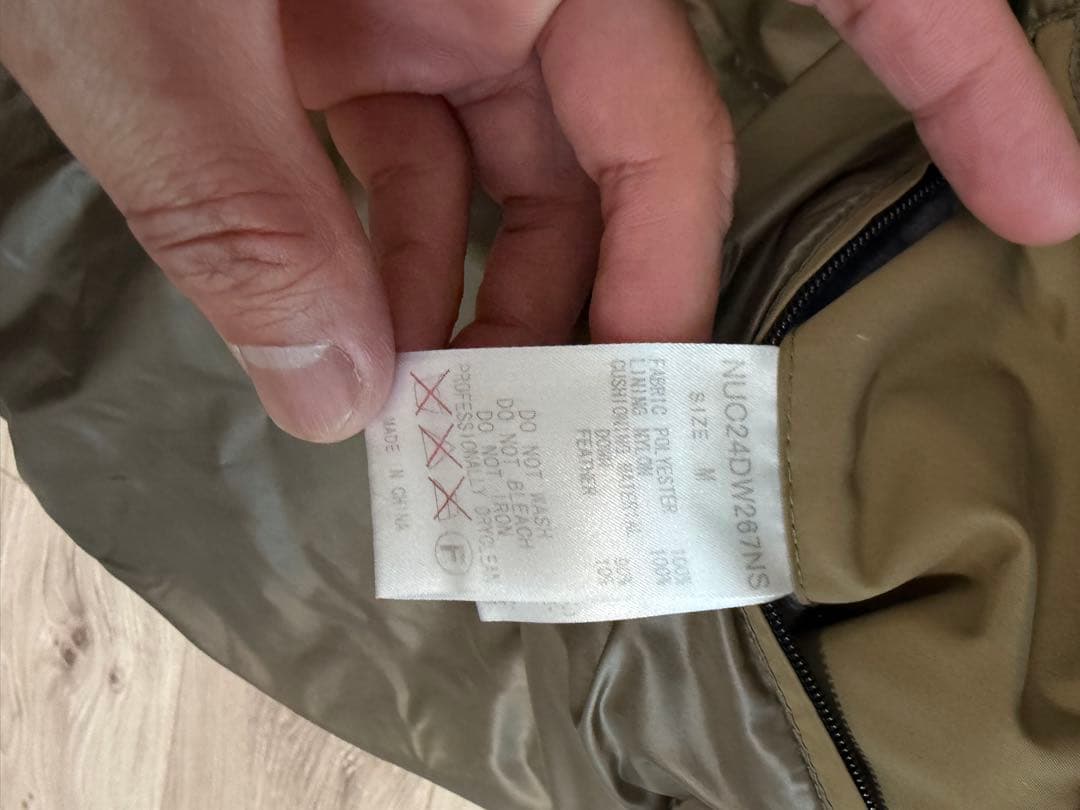 NUC24DW267NS
SIZE M
FABRIC POLYESTER 100%
LINING NYLON 100%
CUSHIONING MATERIAL
DOWN 90%
FEATHER 10%
DO NOT WASH
DO NOT BLEACH
DO NOT IRON
PROFESSIONALLY DRYCLEAN
F
MADE IN CHINA